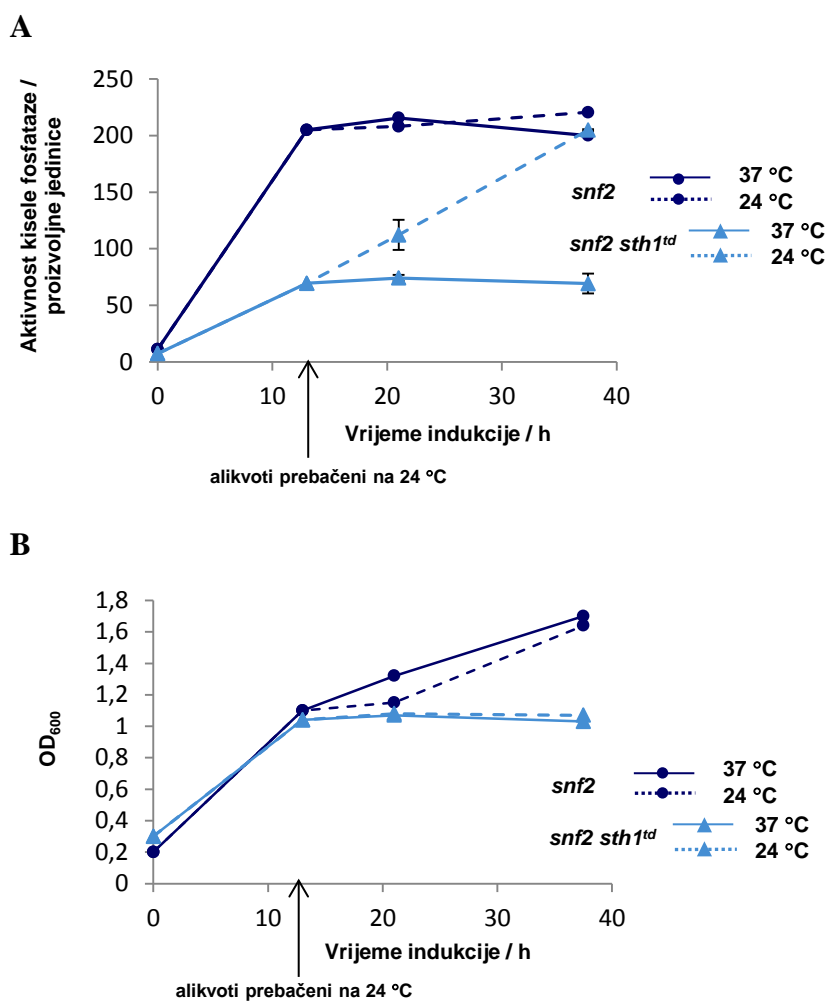 A
Aktivnost kisele fosfataze /
proizvoljne jedinice
250
200
150
100
50
0
0
10
20
30
40
Vrijeme indukcije / h
alikvoti prebačeni na 24 °C
snf2
37 °C
24 °C
snf2 sth1td
37 °C
24 °C
B
OD600
1,8
1,6
1,4
1,2
1
0,8
0,6
0,4
0,2
0
0
10
20
30
40
Vrijeme indukcije / h
alikvoti prebačeni na 24 °C
snf2
37 °C
24 °C
snf2 sth1td
37 °C
24 °C